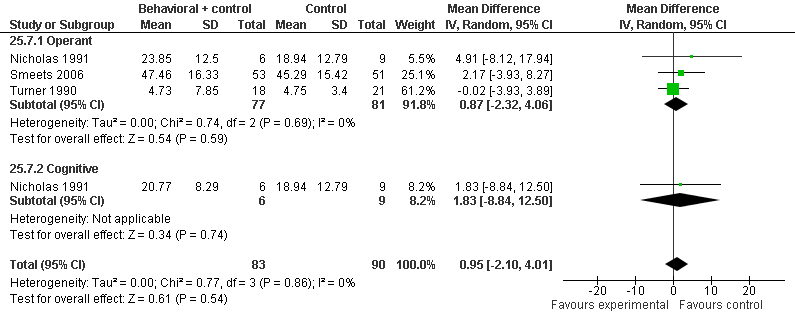 Behavioral + control Control Mean Difference Mean Difference
Study or Subgroup Mean SD Total Mean SD Total Weight IV, Random, 95% CI IV, Random, 95% CI
25.7.1 Operant
Nicholas 1991 23.85 12.5 6 18.94 12.79 9 5.5% 4.91 [-8.12, 17.94]
Smeets 2006 47.46 16.33 53 45.29 15.42 51 25.1% 2.17 [-3.93, 8.27]
Turner 1990 4.73 7.85 18 4.75 3.4 21 61.2% -0.02 [-3.93, 3.89]
Subtotal (95% CI) 77 81 91.8% 0.87 [-2.32, 4.06]
Heterogeneity: Tau² = 0.00; Chi² = 0.74, df = 2 (P = 0.69); I² = 0%
Test for overall effect: Z = 0.54 (P = 0.59)
25.7.2 Cognitive
Nicholas 1991 20.77 8.29 6 18.94 12.79 9 8.2% 1.83 [-8.84, 12.50]
Subtotal (95% CI) 6 9 8.2% 1.83 [-8.84, 12.50]
Heterogeneity: Not applicable
Test for overall effect: Z = 0.34 (P = 0.74)
Total (95% CI) 83 90 100.0% 0.95 [-2.10, 4.01]
Heterogeneity: Tau² = 0.00; Chi² = 0.77, df = 3 (P = 0.86); I² = 0%
Test for overall effect: Z = 0.61 (P = 0.54)
-20 -10 0 10 20
Favours experimental Favours control